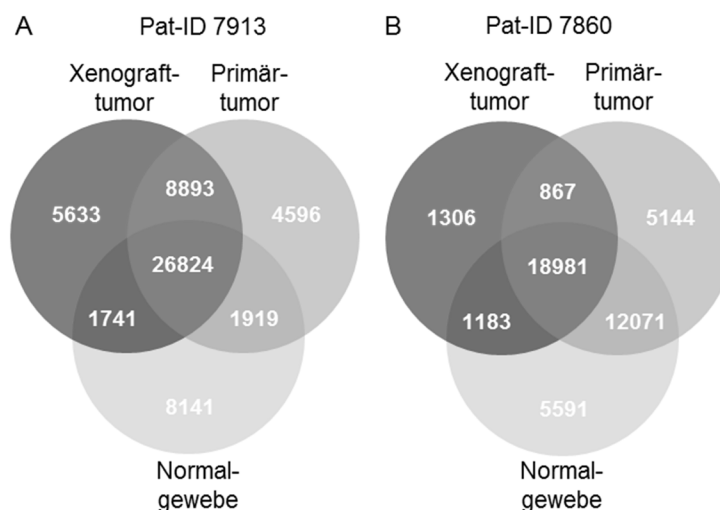 A
Pat-ID 7913
Xenograft-
tumor
Primär-
tumor
5633
8893
4596
26824
1741
1919
8141
Normal-
gewebe
B
Pat-ID 7860
Xenograft-
tumor
Primär-
tumor
1306
867
5144
18981
1183
12071
5591
Normal-
gewebe